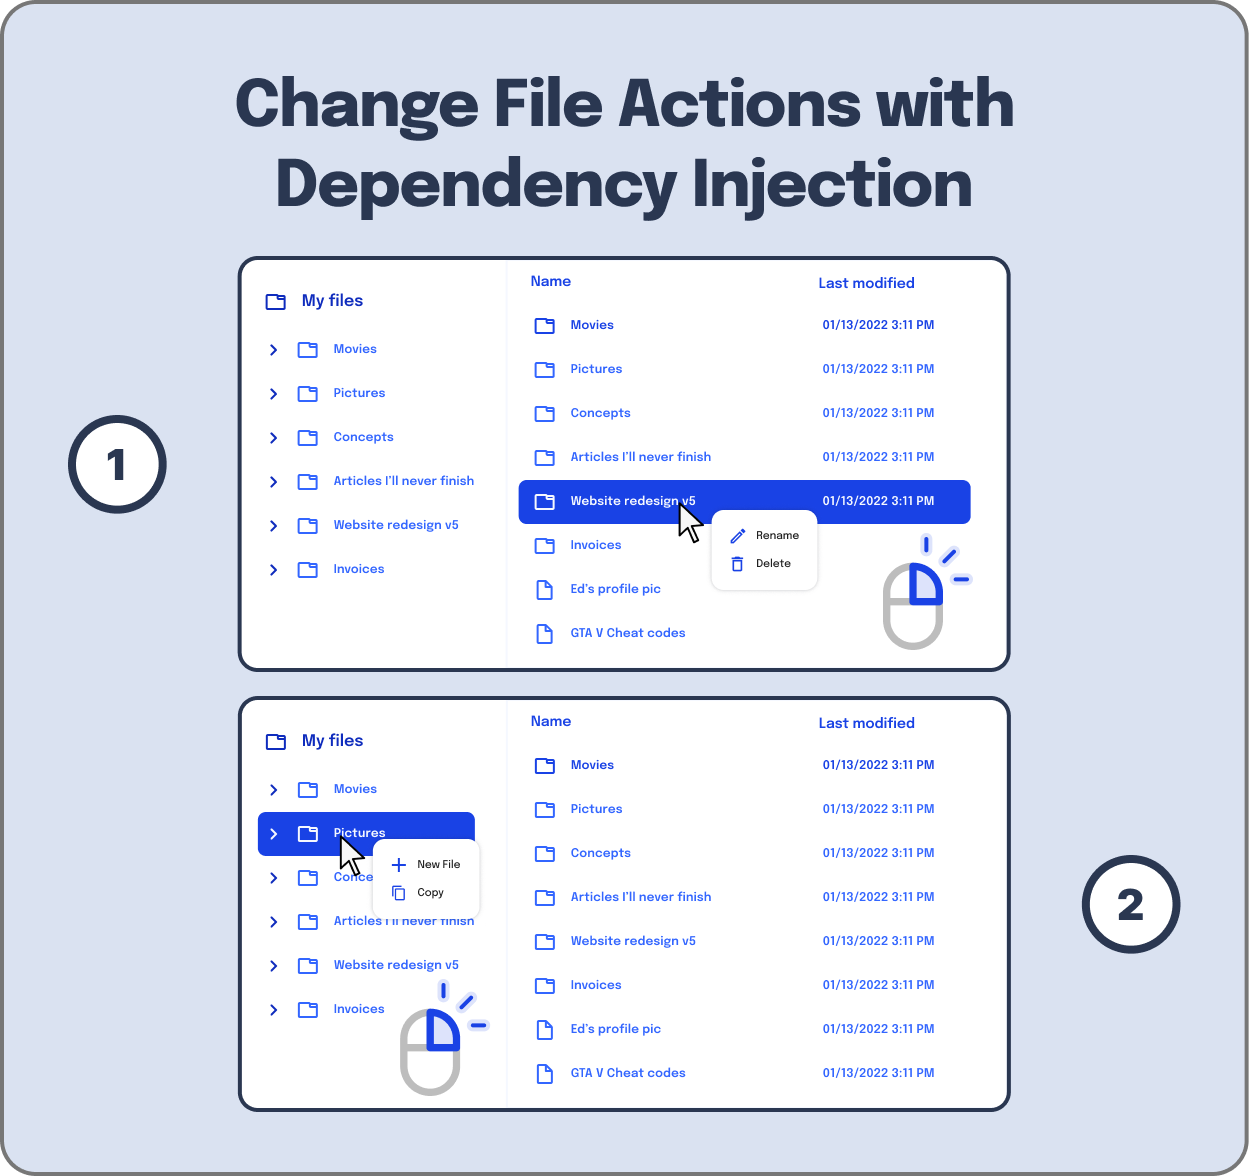 Change File Actions with
Dependency Injection
1
My files
Movies
Pictures
Concepts
Articles I'll never finish
Website redesign v5
Invoices
Name Last modified
Movies 01/13/2022 3:11 PM
Pictures 01/13/2022 3:11 PM
Concepts 01/13/2022 3:11 PM
Articles I'll never finish 01/13/2022 3:11 PM
Website redesign v5 01/13/2022 3:11 PM
Invoices
Ed's profile pic
GTA V Cheat codes
Rename
Delete
My files
Movies
Pictures
Conce
Articles I'll never finish
Website redesign v5
Invoices
New File
Copy
Name Last modified
Movies 01/13/2022 3:11 PM
Pictures 01/13/2022 3:11 PM
Concepts 01/13/2022 3:11 PM
Articles I'll never finish 01/13/2022 3:11 PM
Website redesign v5 01/13/2022 3:11 PM
Invoices 01/13/2022 3:11 PM
Ed's profile pic 01/13/2022 3:11 PM
GTA V Cheat codes 01/13/2022 3:11 PM
2